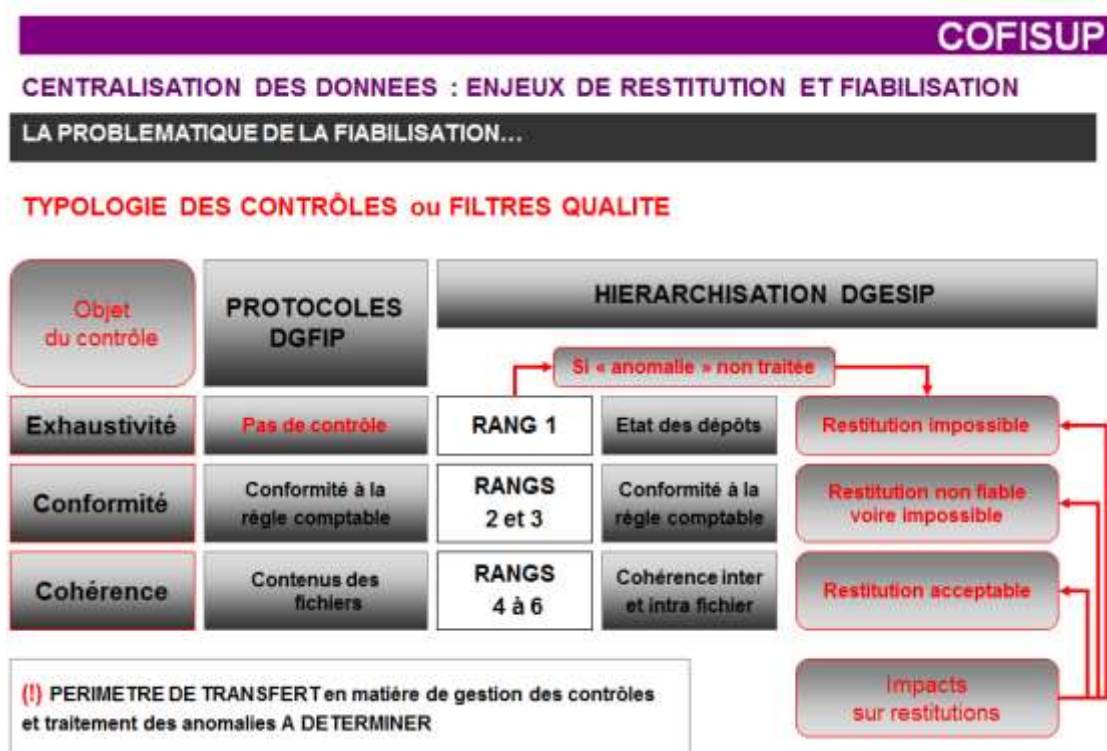 COFISUP
CENTRALISATION DES DONNEES : ENJEUX DE RESTITUTION ET FIABILISATION
LA PROBLEMATIQUE DE LA FIABILISATION...
TYPOLOGIE DES CONTRÔLES ou FILTRES QUALITE
Objet
du contrôle
PROTOCOLES
DGFIP
HIERARCHISATION DGESIP
Si « anomalie » non traitée
Exhaustivité
Pas de contrôle
RANG 1
Etat des dépôts
Restitution impossible
Conformité
Conformité à la
règle comptable
RANGS
2 et 3
Conformité à la
règle comptable
Restitution non fiable
voire impossible
Cohérence
Contenus des
fichiers
RANGS
4 à 6
Cohérence inter
et intra fichier
Restitution acceptable
(!) PERIMETRE DE TRANSFERT en matière de gestion des contrôles
et traitement des anomalies A DETERMINER
Impacts
sur restitutions